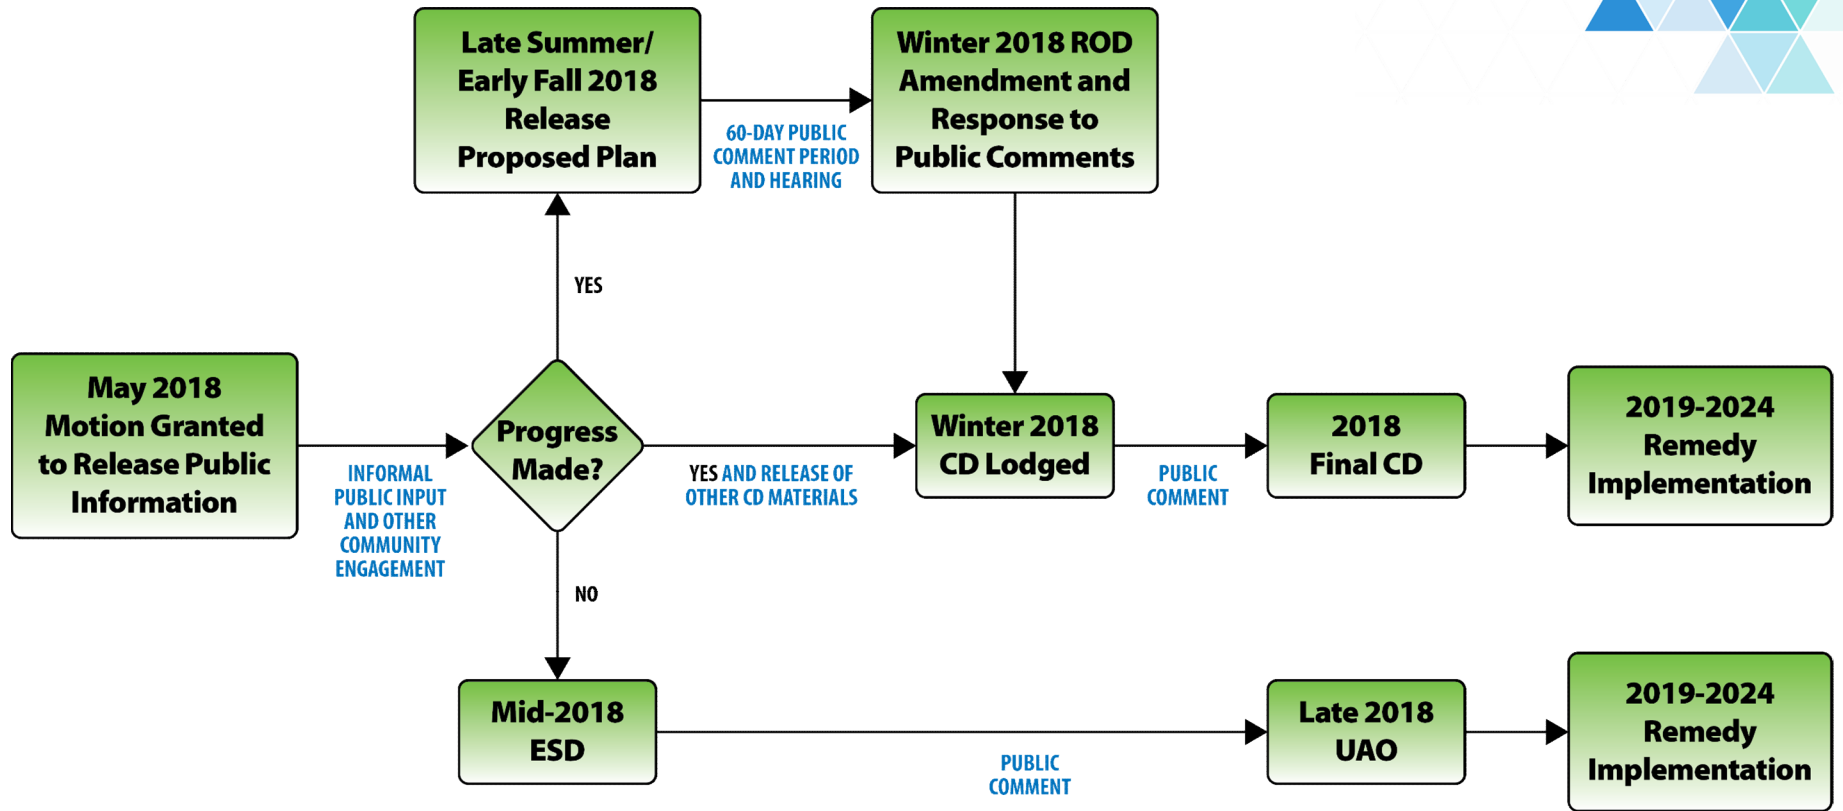 Late Summer/
Early Fall 2018
Release
Proposed Plan
60-DAY PUBLIC
COMMENT PERIOD
AND HEARING
Winter 2018 ROD
Amendment and
Response to
Public Comments
YES
May 2018
Motion Granted
to Release Public
Information
INFORMAL
PUBLIC INPUT
AND OTHER
COMMUNITY
ENGAGEMENT
Progress
Made?
YES AND RELEASE OF
OTHER CD MATERIALS
Winter 2018
CD Lodged
PUBLIC
COMMENT
2018
Final CD
2019-2024
Remedy
Implementation
NO
Mid-2018
ESD
PUBLIC
COMMENT
Late 2018
UAO
2019-2024
Remedy
Implementation